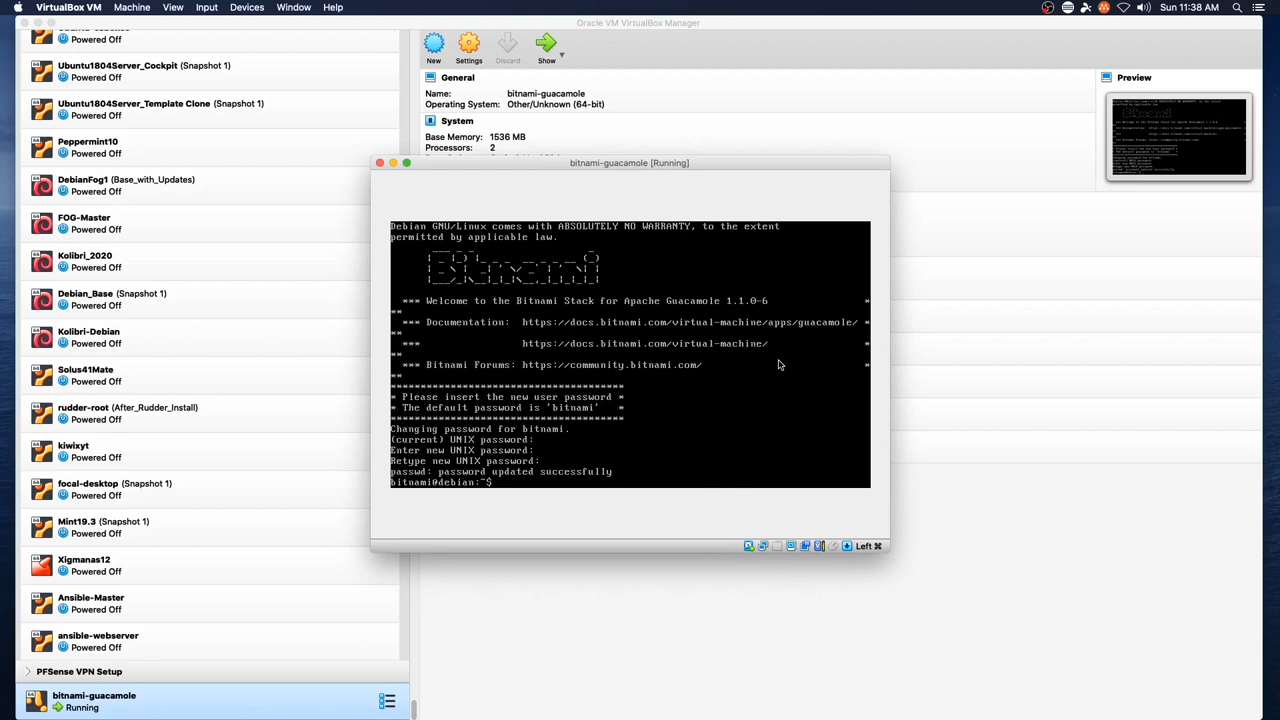 VirtualBox VM Machine View Input Devices Window Help
Sun 11:38 AM
Oracle VM VirtualBox Manager
Powered Off
Ubuntu1804Server_Cockpit (Snapshot 1)
Powered Off
Ubuntu1804Server_Template Clone (Snapshot 1)
Powered Off
Peppermint10
Powered Off
DebianFog1 (Base_with_Updates)
Powered Off
FOG-Master
Powered Off
Kolibri_2020
Powered Off
Debian_Base (Snapshot 1)
Powered Off
Kolibri-Debian
Powered Off
Solus41Mate
Powered Off
rudder-root (After_Rudder_Install)
Powered Off
kiwixyt
Powered Off
focal-desktop (Snapshot 1)
Powered Off
Mint19.3 (Snapshot 1)
Powered Off
Xigmanas12
Powered Off
Ansible-Master
Powered Off
ansible-webserver
Powered Off
PFSense VPN Setup
bitnami-guacamole
Running
New Settings Discard Show
General
Name: bitnami-guacamole
Operating System: Other/Unknown (64-bit)
System
Base Memory: 1536 MB
Processors: 2
Preview
bitnami-guacamole [Running]
Debian GNU/Linux comes with ABSOLUTELY NO WARRANTY, to the extent
permitted by applicable law.
*** Welcome to the Bitnami Stack for Apache Guacamole 1.1.0-6 *
**
*** Documentation: https://docs.bitnami.com/virtual-machine/apps/guacamole/ *
**
*** https://docs.bitnami.com/virtual-machine/ *
**
*** Bitnami Forums: https://community.bitnami.com/ *
**
***************************************
* Please insert the new user password *
* The default password is 'bitnami' *
***************************************
Changing password for bitnami.
(current) UNIX password:
Enter new UNIX password:
Retype new UNIX password:
passwd: password updated successfully
bitnami@debian:~$
Left ⌘